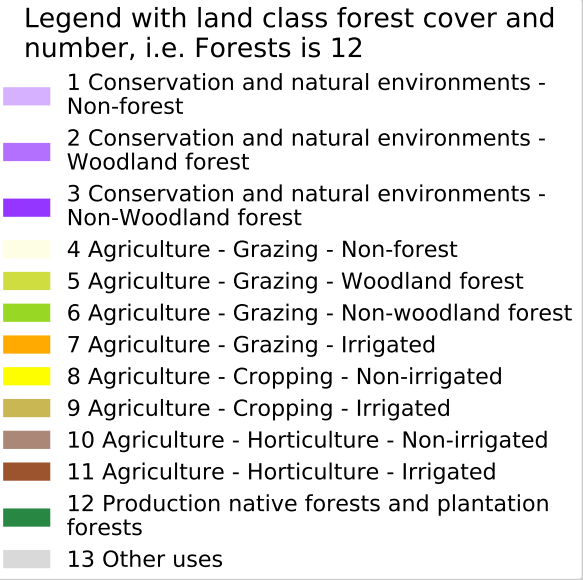 Legend with land class forest cover and
number, i.e. Forests is 12
1 Conservation and natural environments -
Non-forest
2 Conservation and natural environments -
Woodland forest
3 Conservation and natural environments -
Non-Woodland forest
4 Agriculture - Grazing - Non-forest
5 Agriculture - Grazing - Woodland forest
6 Agriculture - Grazing - Non-woodland forest
7 Agriculture - Grazing - Irrigated
8 Agriculture - Cropping - Non-irrigated
9 Agriculture - Cropping - Irrigated
10 Agriculture - Horticulture - Non-irrigated
11 Agriculture - Horticulture - Irrigated
12 Production native forests and plantation
forests
13 Other uses